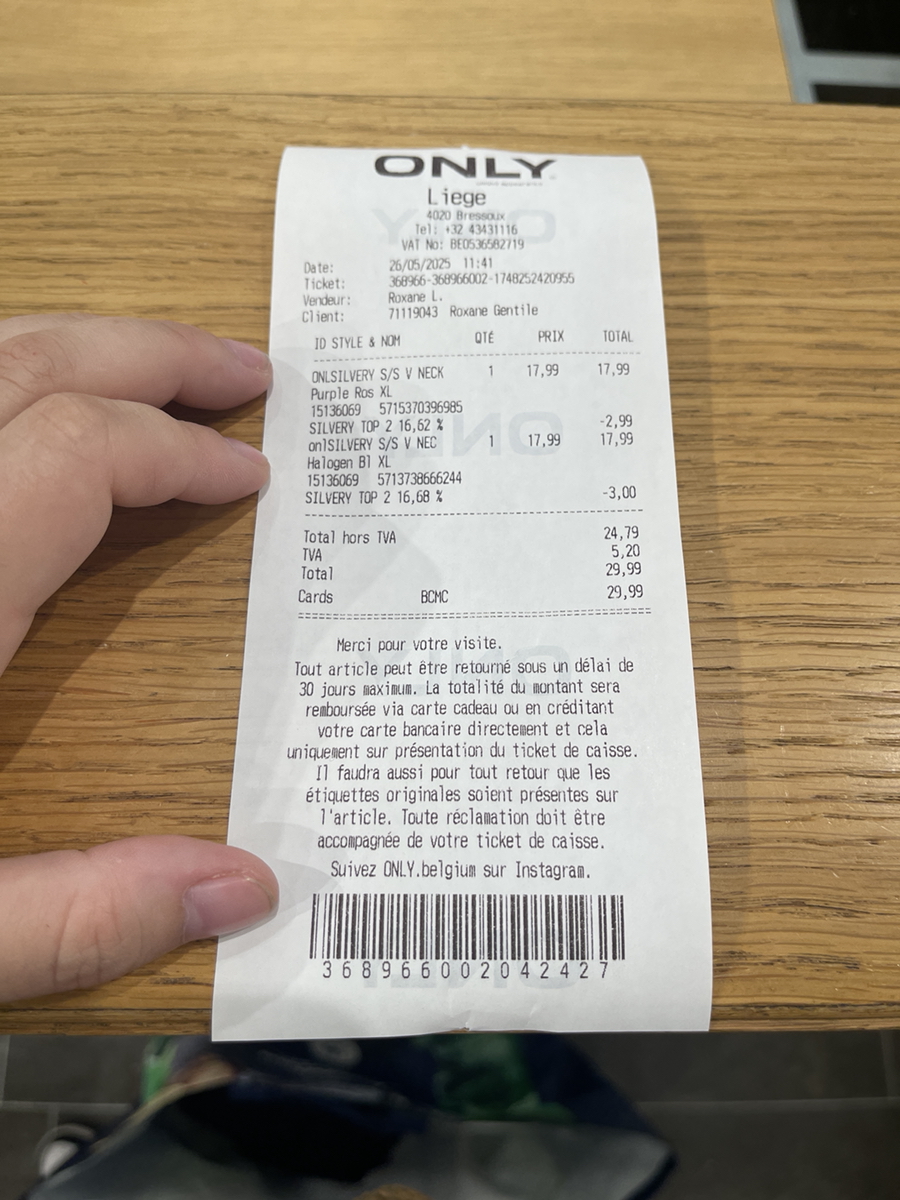 ONLY
Liege
4020 Bressoux
Tel: +32 43431116
VAT No: BE0536582719
Date: 26/05/2025 11:41
Ticket: 368966-368966002-1748252420955
Vendeur: Roxane L.
Client: 71119043 Roxane Gentile
ID STYLE & NOM QTÉ PRIX TOTAL
ONLSILVERY S/S V NECK 1 17,99 17,99
Purple Ros XL
15136069 5715370396985
SILVERY TOP 2 16,62 % -2,99
onlSILVERY S/S V NEC 1 17,99 17,99
Halogen Bl XL
15136069 5713738666244
SILVERY TOP 2 16,68 % -3,00
Total hors TVA 24,79
TVA 5,20
Total 29,99
Cards BCMC 29,99
Merci pour votre visite.
Tout article peut être retourné sous un délai de
30 jours maximum. La totalité du montant sera
remboursée via carte cadeau ou en créditant
votre carte bancaire directement et cela
uniquement sur présentation du ticket de caisse.
Il faudra aussi pour tout retour que les
étiquettes originales soient présentes sur
l'article. Toute réclamation doit être
accompagnée de votre ticket de caisse.
Suivez ONLY.belgium sur Instagram.
368966002042427